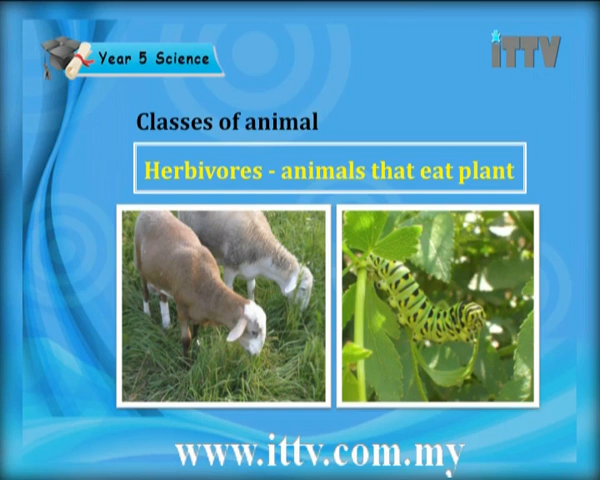 Year 5 Science
iTTV
Classes of animal
Herbivores - animals that eat plant
www.ittv.com.my